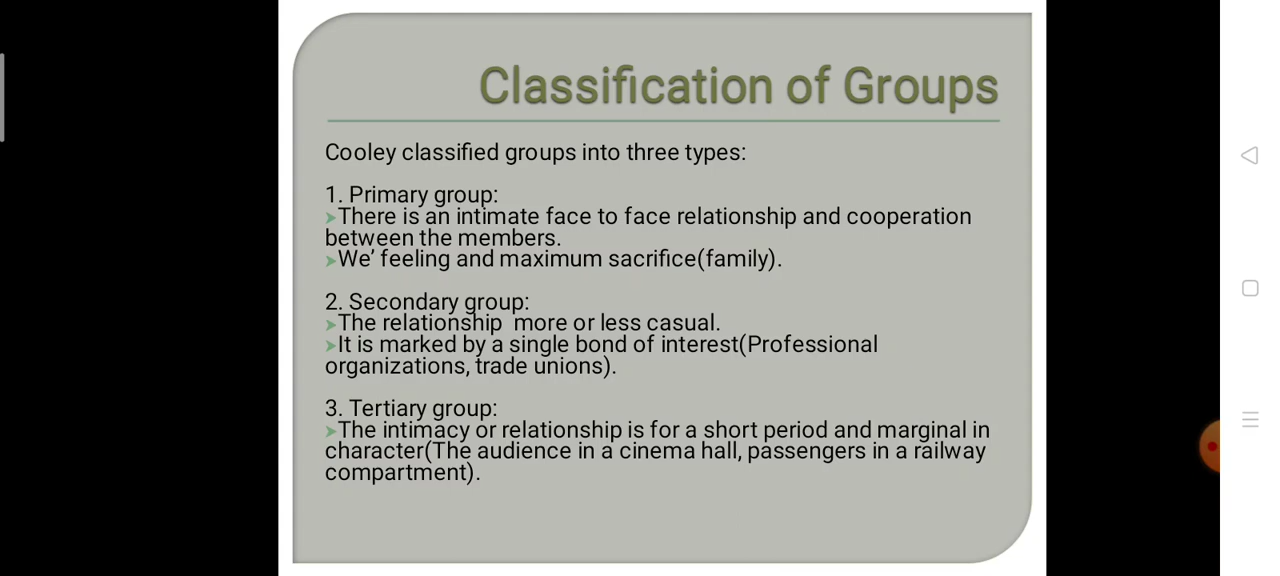 Classification of Groups
Cooley classified groups into three types:
1. Primary group:
➤There is an intimate face to face relationship and cooperation
between the members.
➤We’ feeling and maximum sacrifice(family).
2. Secondary group:
➤The relationship  more or less casual.
➤It is marked by a single bond of interest(Professional
organizations, trade unions).
3. Tertiary group:
➤The intimacy or relationship is for a short period and marginal in
character(The audience in a cinema hall, passengers in a railway
compartment).